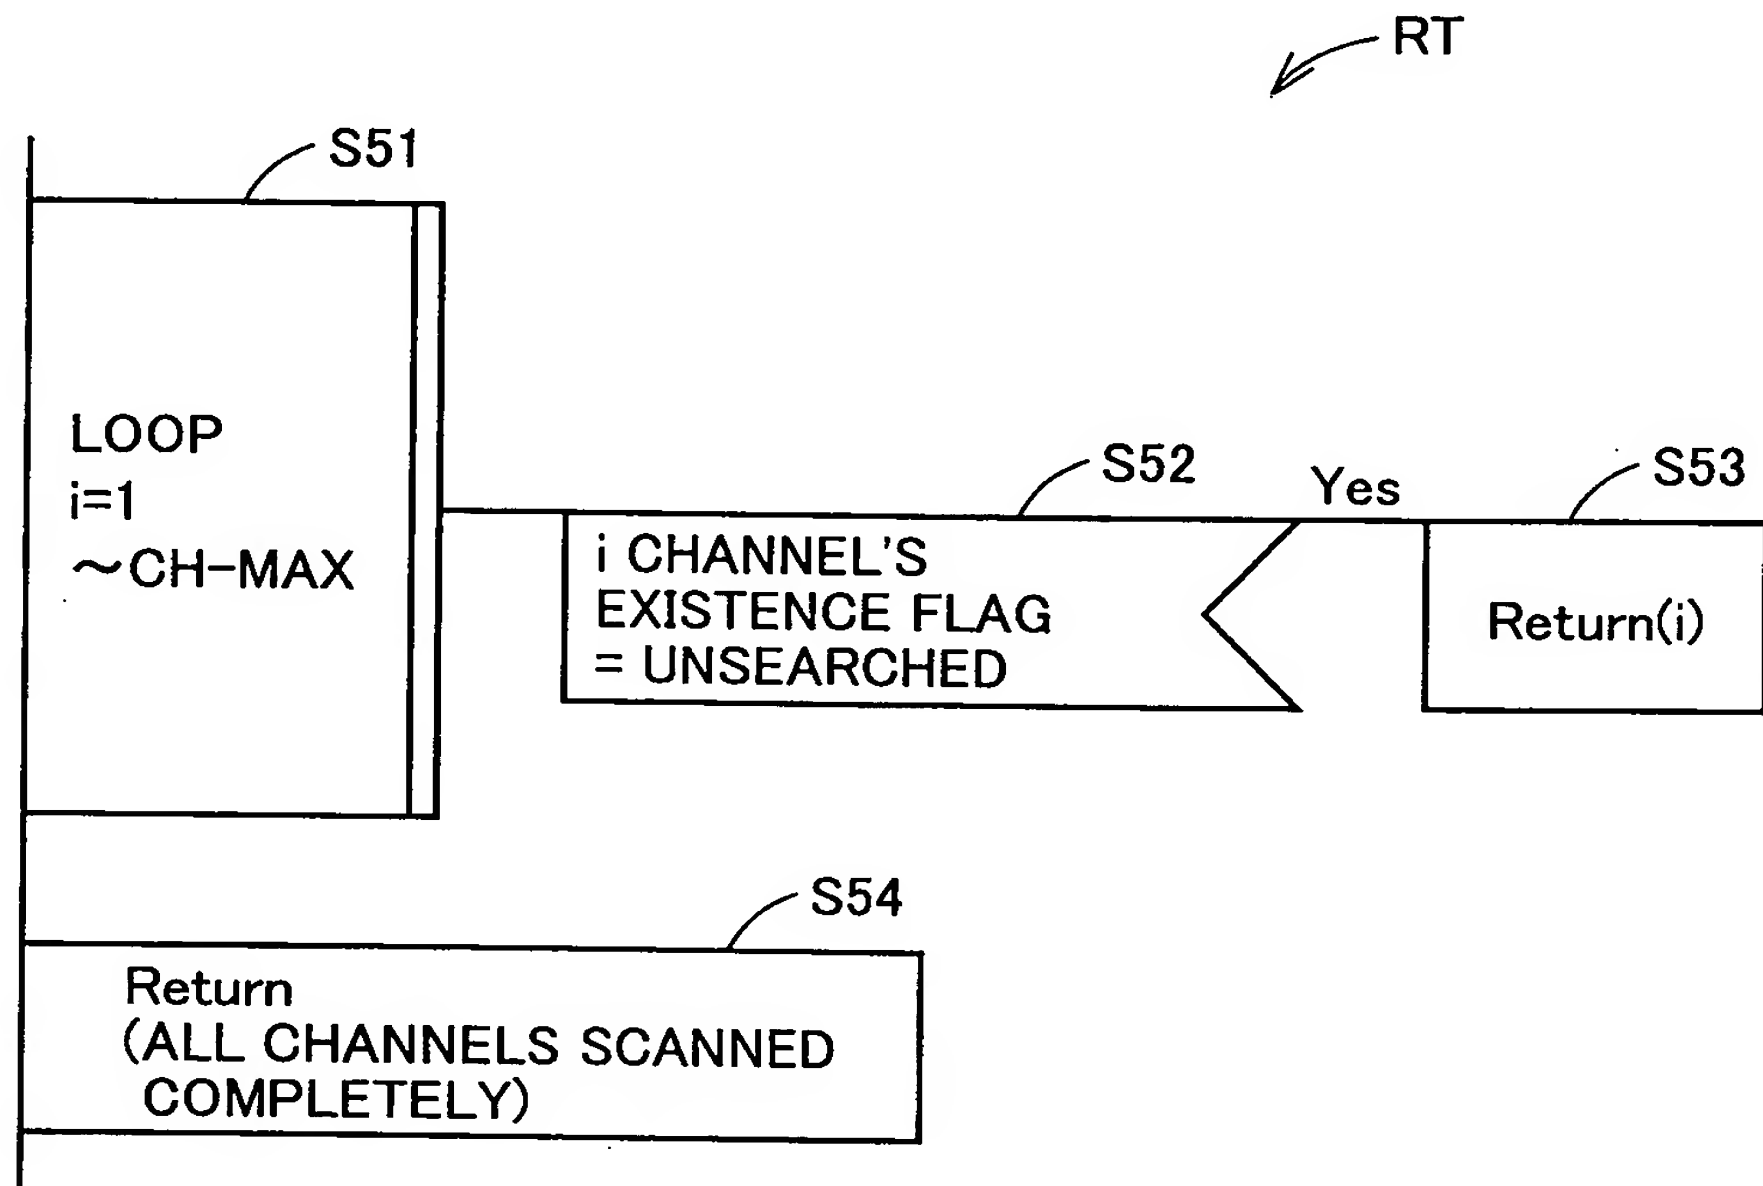 RT
S51
LOOP
i=1
~CH-MAX
S52
Yes
S53
i CHANNEL'S
EXISTENCE FLAG
= UNSEARCHED
Return(i)
S54
Return
(ALL CHANNELS SCANNED
COMPLETELY)